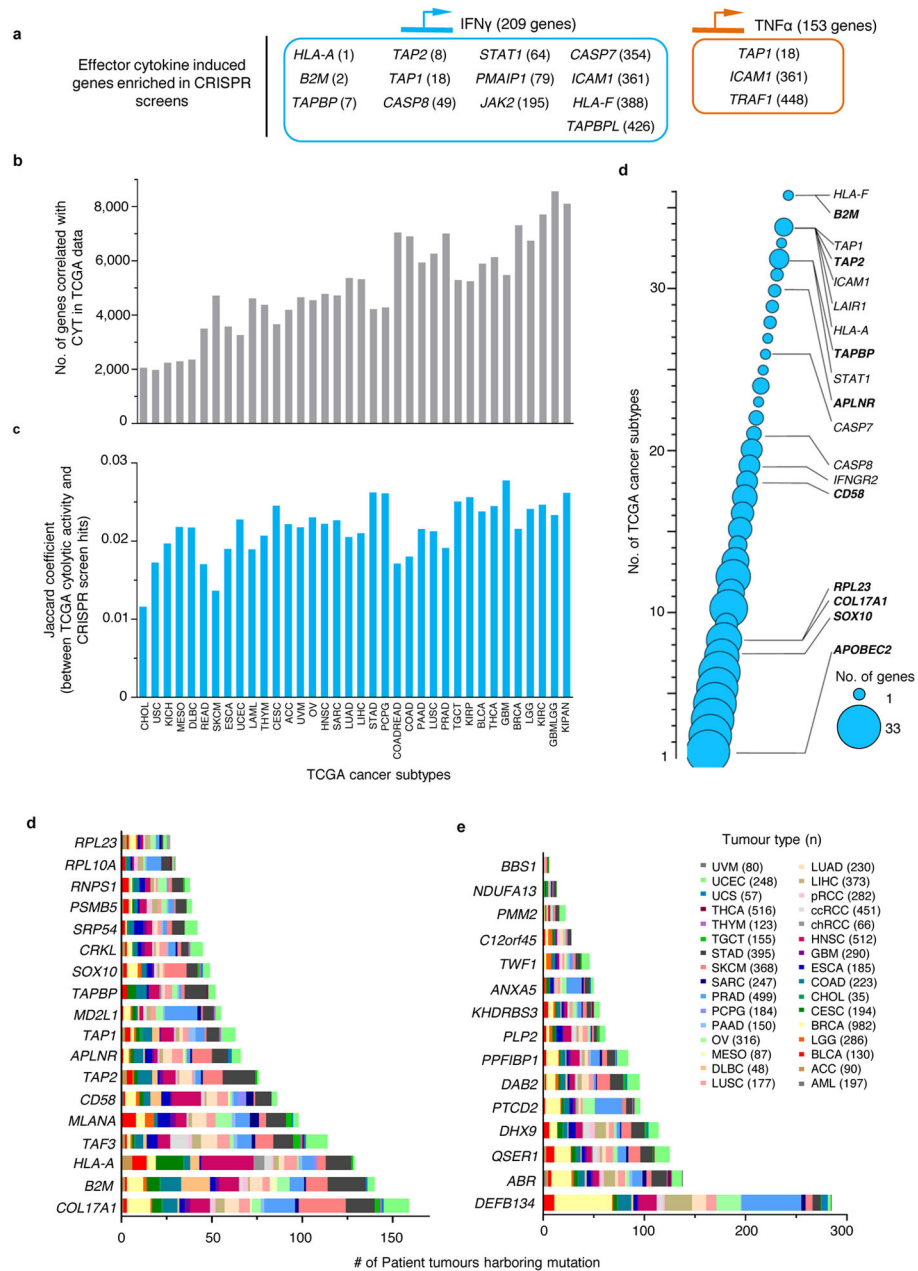 a
IFNγ (209 genes)
TNFα (153 genes)
Effector cytokine induced
genes enriched in CRISPR
screens
HLA-A (1) TAP2 (8) STAT1 (64) CASP7 (354)
B2M (2) TAP1 (18) PMAIP1 (79) ICAM1 (361)
TAPBP (7) CASP8 (49) JAK2 (195) HLA-F (388)
TAPBPL (426)
TAP1 (18)
ICAM1 (361)
TRAF1 (448)
b
No. of genes correlated with
CYT in TCGA data
8,000
6,000
4,000
2,000
0
c
Jaccard coefficient
(between TCGA cytolytic activity and
CRISPR screen hits)
0.03
0.02
0.01
0
CHOL
USC
KICH
MESO
DLBC
READ
SKCM
ESCA
UCEC
LAML
THYM
CESC
ACC
UVM
OV
HNSC
SARC
LUAD
LIHC
STAD
PCPG
COADREAD
COAD
PAAD
LUSC
PRAD
TGCT
KIRP
BLCA
THCA
GBM
BRCA
LGG
KIRC
GBMLGG
KIPAN
TCGA cancer subtypes
d
No. of TCGA cancer subtypes
30
20
10
1
HLA-F
B2M
TAP1
TAP2
ICAM1
LAIR1
HLA-A
TAPBP
STAT1
APLNR
CASP7
CASP8
IFNGR2
CD58
RPL23
COL17A1
SOX10
APOBEC2
No. of genes
1
33
d
RPL23
RPL10A
RNPS1
PSMB5
SRP54
CRKL
SOX10
TAPBP
MD2L1
TAP1
APLNR
TAP2
CD58
MLANA
TAF3
HLA-A
B2M
COL17A1
0 50 100 150
e
BBS1
NDUFA13
PMM2
C12orf45
TWF1
ANXA5
KHDRBS3
PLP2
PPFIBP1
DAB2
PTCD2
DHX9
QSER1
ABR
DEFB134
0 100 200 300
Tumour type (n)
UVM (80) LUAD (230)
UCEC (248) LIHC (373)
UCS (57) pRCC (282)
THCA (516) ccRCC (451)
THYM (123) chRCC (66)
TGCT (155) HNSC (512)
STAD (395) GBM (290)
SKCM (368) ESCA (185)
SARC (247) COAD (223)
PRAD (499) CHOL (35)
PCPG (184) CESC (194)
PAAD (150) BRCA (982)
OV (316) LGG (286)
MESO (87) BLCA (130)
DLBC (48) ACC (90)
LUSC (177) AML (197)
# of Patient tumours harboring mutation